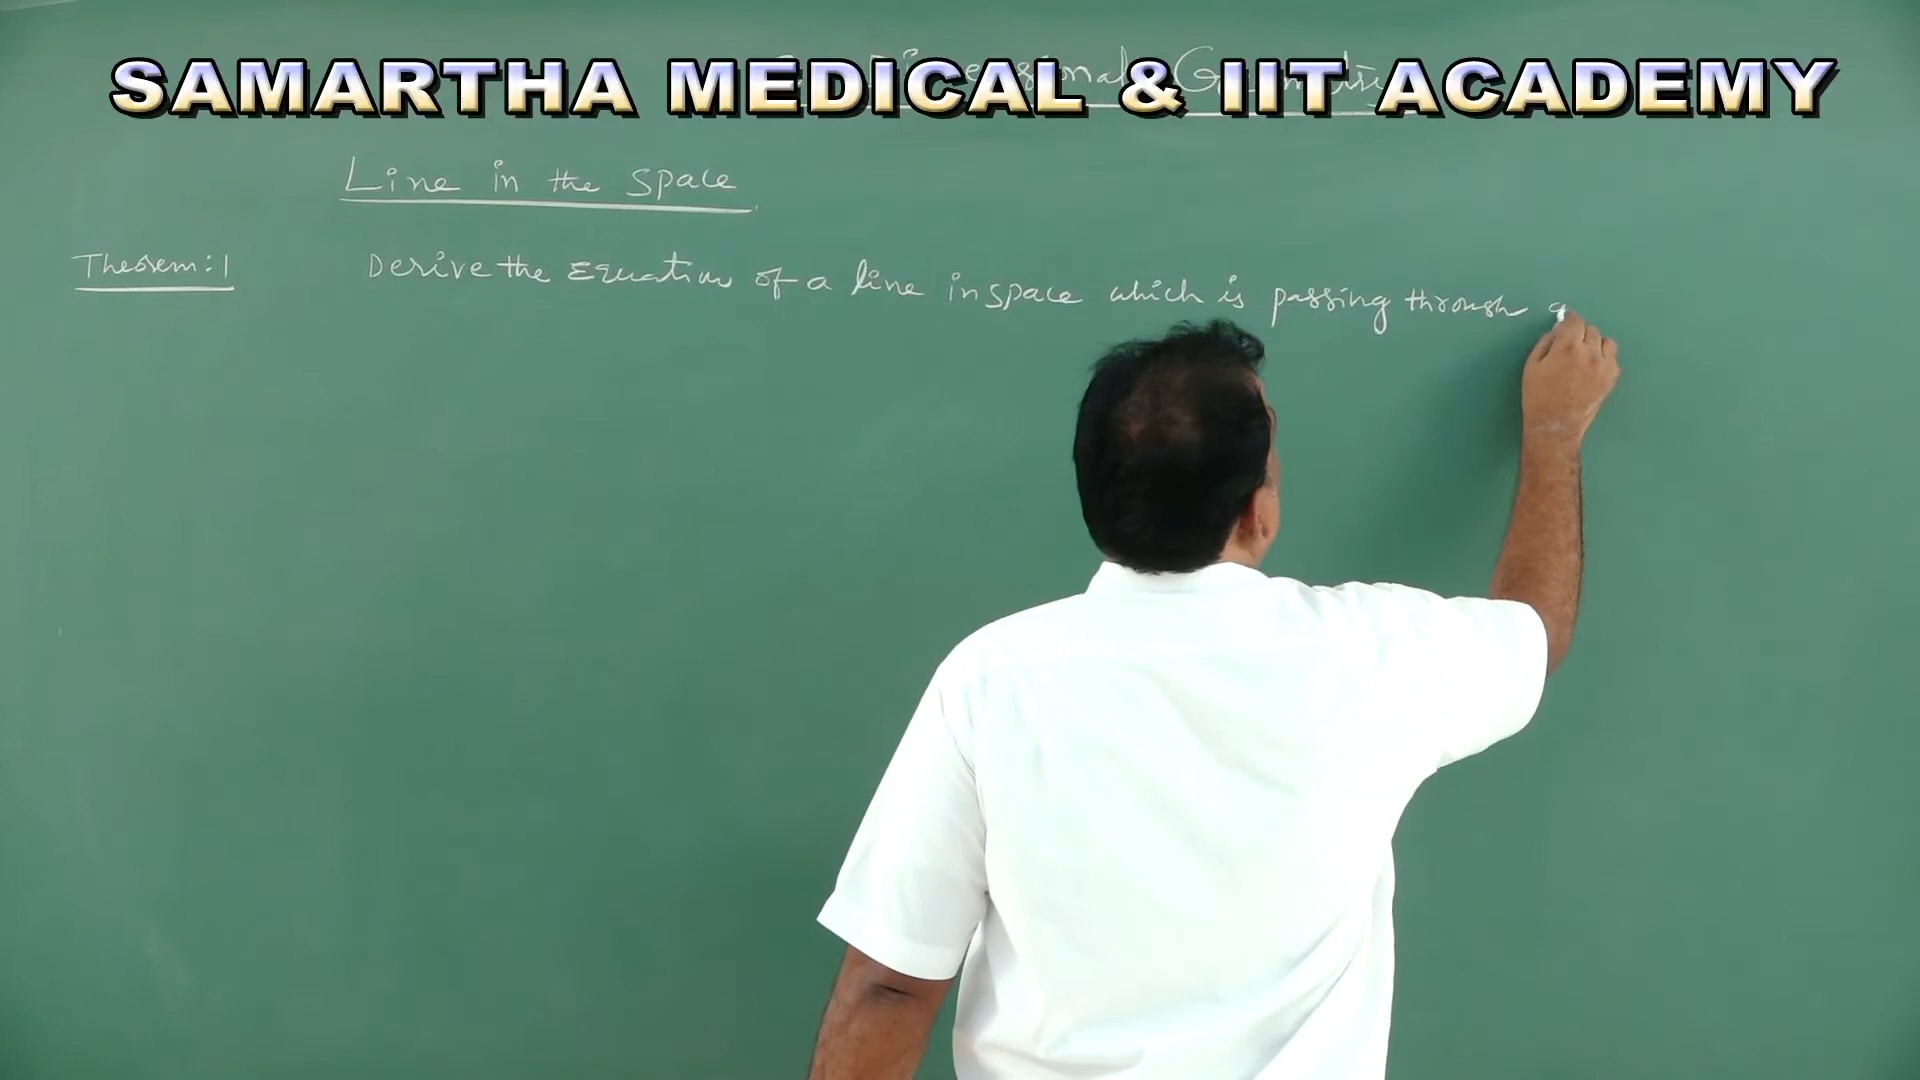 SAMARTHA MEDICAL & IIT ACADEMY
Line in the space
Theorem:1 Derive the Equation of a line in space which is passing through